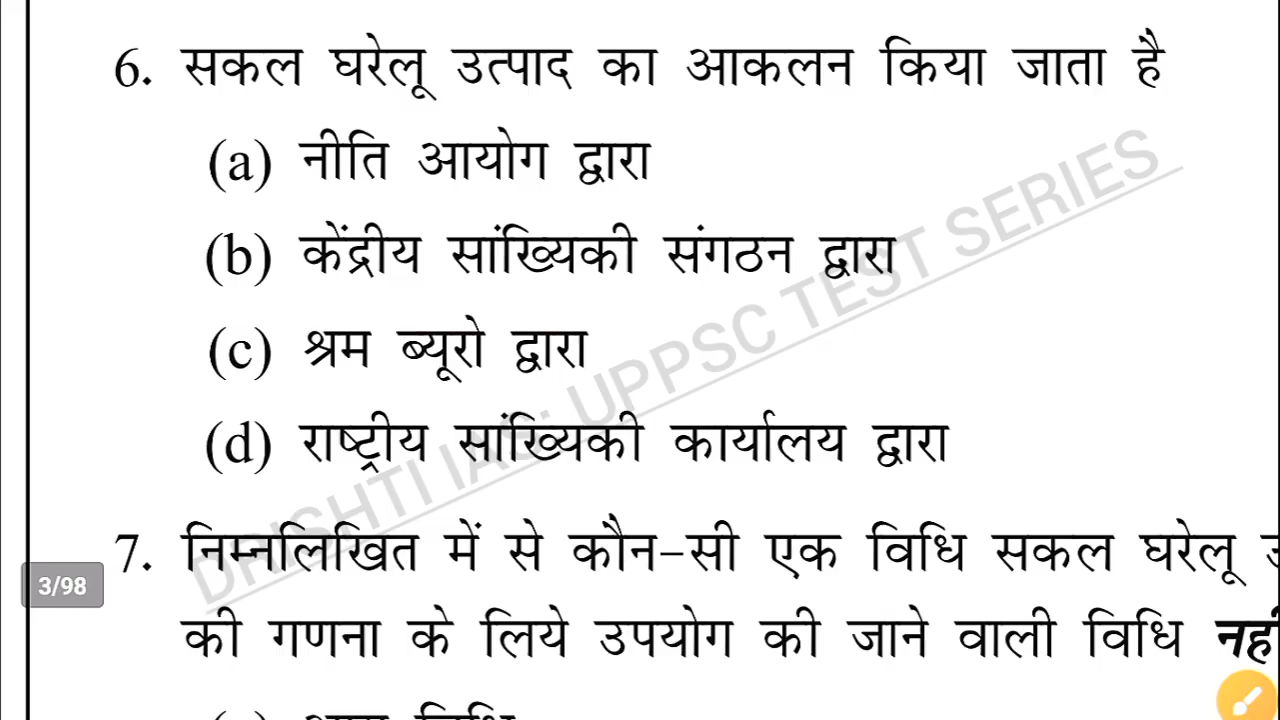 6. सकल घरेलू उत्पाद का आकलन किया जाता है
(a) नीति आयोग द्वारा
(b) केंद्रीय सांख्यिकी संगठन द्वारा
(c) श्रम ब्यूरो द्वारा
(d) राष्ट्रीय सांख्यिकी कार्यालय द्वारा
DRISHTI IAS: UPPSC TEST SERIES
7. निम्नलिखित में से कौन-सी एक विधि सकल घरेलू
3/98
की गणना के लिये उपयोग की जाने वाली विधि